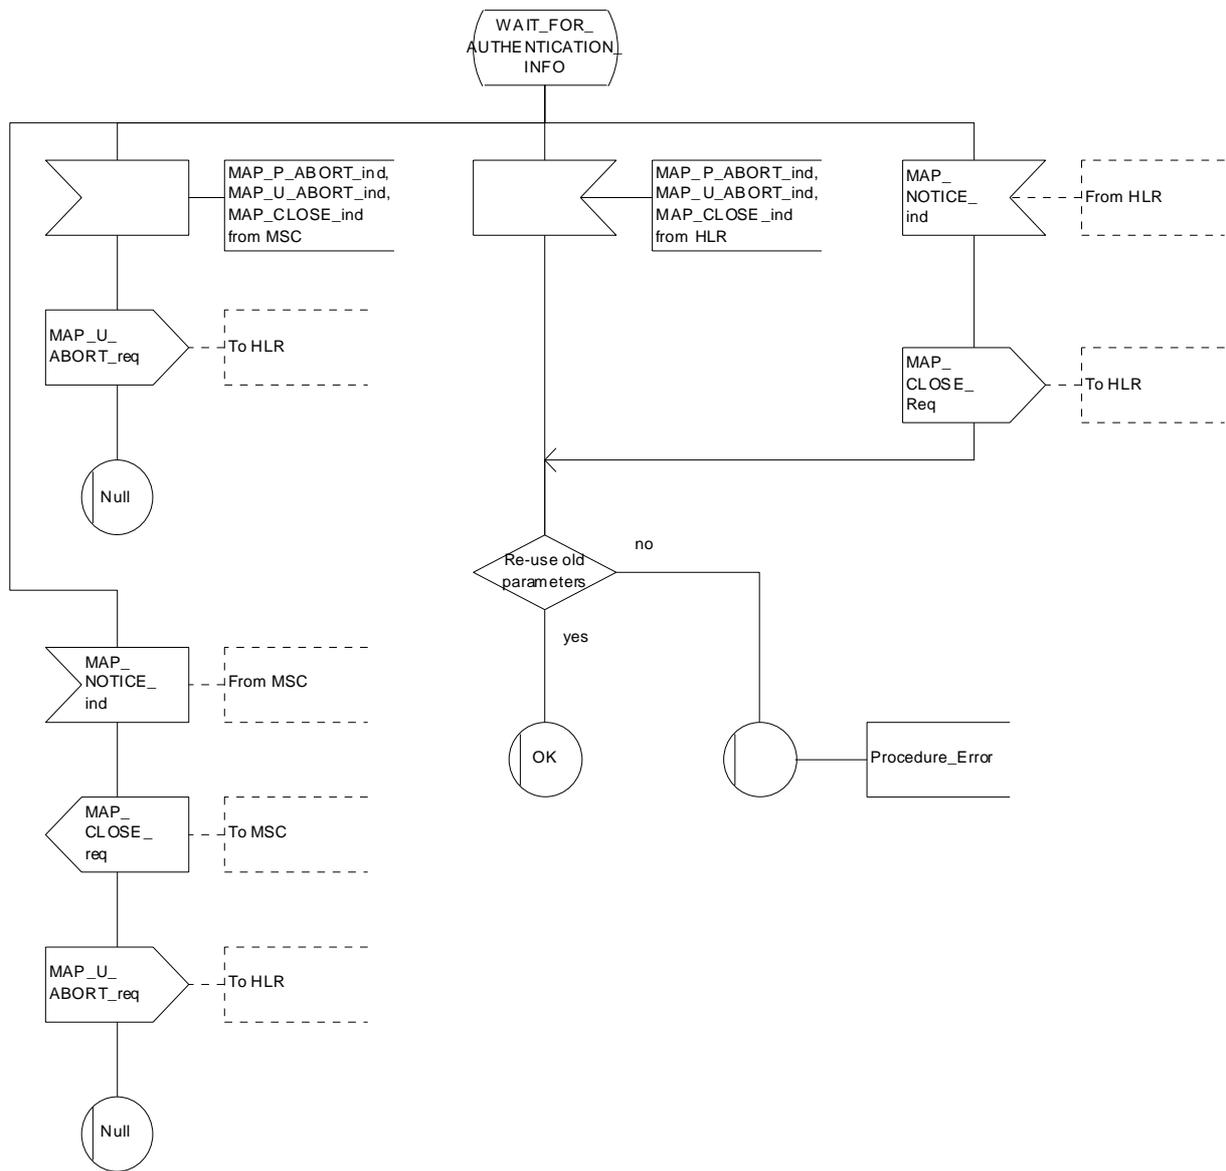 WAIT_FOR_
AUTHENTICATION_
INFO
MAP_P_ABORT_ind,
MAP_U_ABORT_ind,
MAP_CLOSE_ind
from MSC
MAP_P_ABORT_ind,
MAP_U_ABORT_ind,
MAP_CLOSE_ind
from HLR
MAP_
NOTICE_
ind
From HLR
MAP_U_
ABORT_req
To HLR
MAP_
CLOSE_
Req
To HLR
Null
Re-use old
parameters
no
yes
MAP_
NOTICE_
ind
From MSC
OK
Procedure_Error
MAP_
CLOSE_
req
To MSC
MAP_U_
ABORT_req
To HLR
Null